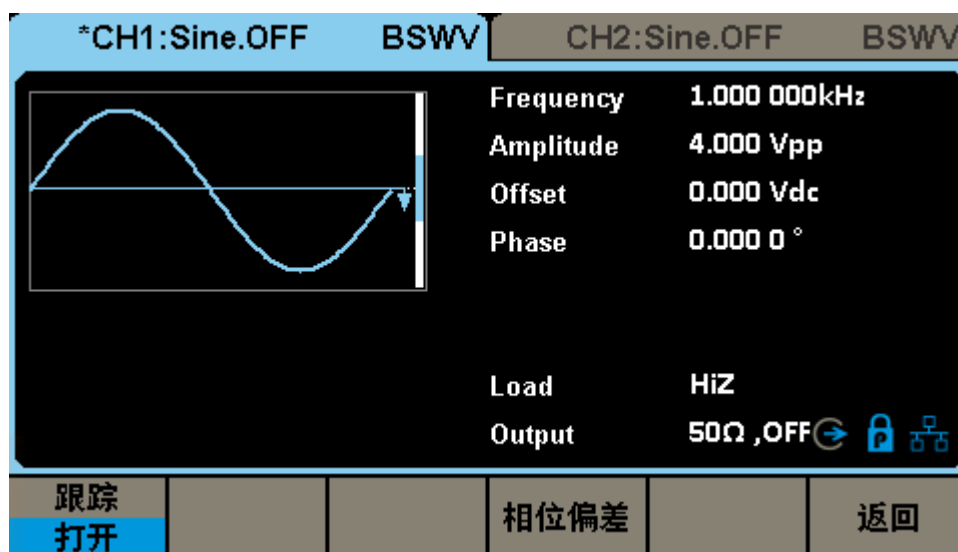 *CH1:Sine.OFF BSWV CH2:Sine.OFF BSWV
Frequency 1.000 000kHz
Amplitude 4.000 Vpp
Offset 0.000 Vdc
Phase 0.000 0 °
Load HiZ
Output 50Ω ,OFF
P
跟踪
打开
相位偏差
返回